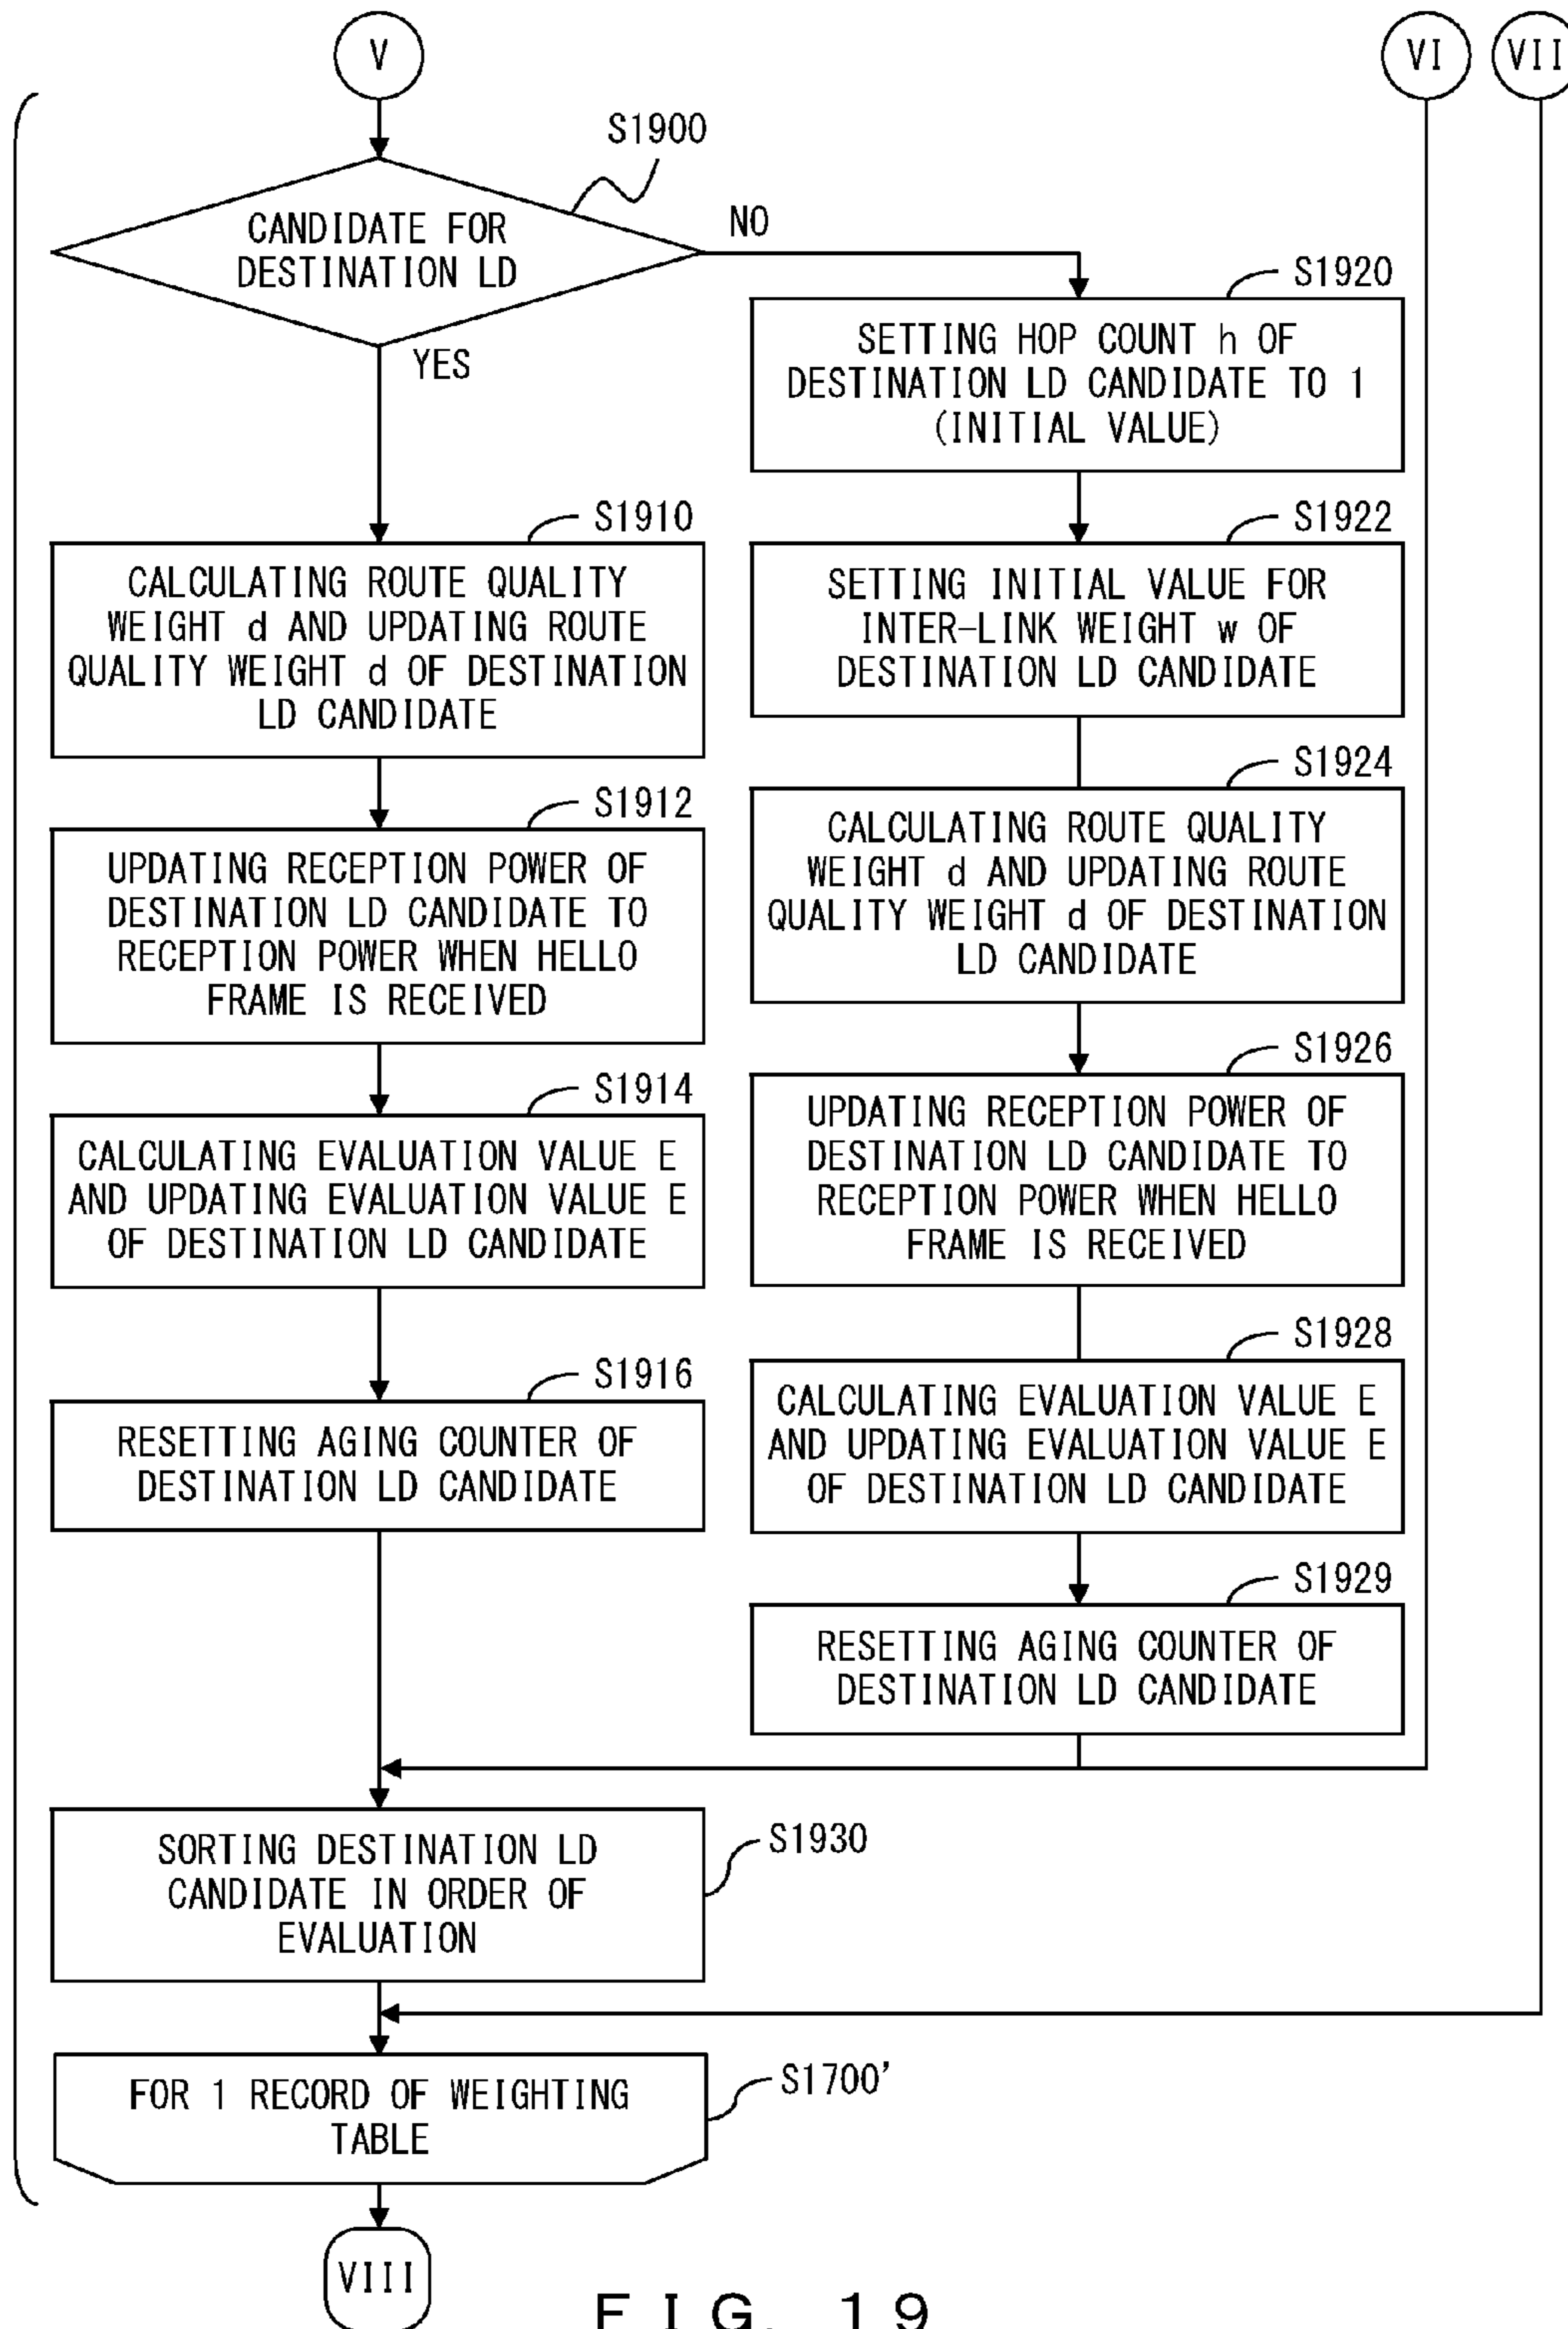 V
VI
VII
S1900
CANDIDATE FOR
DESTINATION LD
NO
YES
S1920
SETTING HOP COUNT h OF
DESTINATION LD CANDIDATE TO 1
(INITIAL VALUE)
S1910
CALCULATING ROUTE QUALITY
WEIGHT d AND UPDATING ROUTE
QUALITY WEIGHT d OF DESTINATION
LD CANDIDATE
S1922
SETTING INITIAL VALUE FOR
INTER-LINK WEIGHT w OF
DESTINATION LD CANDIDATE
S1912
UPDATING RECEPTION POWER OF
DESTINATION LD CANDIDATE TO
RECEPTION POWER WHEN HELLO
FRAME IS RECEIVED
S1924
CALCULATING ROUTE QUALITY
WEIGHT d AND UPDATING ROUTE
QUALITY WEIGHT d OF DESTINATION
LD CANDIDATE
S1914
CALCULATING EVALUATION VALUE E
AND UPDATING EVALUATION VALUE E
OF DESTINATION LD CANDIDATE
S1926
UPDATING RECEPTION POWER OF
DESTINATION LD CANDIDATE TO
RECEPTION POWER WHEN HELLO
FRAME IS RECEIVED
S1916
RESETTING AGING COUNTER OF
DESTINATION LD CANDIDATE
S1928
CALCULATING EVALUATION VALUE E
AND UPDATING EVALUATION VALUE E
OF DESTINATION LD CANDIDATE
S1929
RESETTING AGING COUNTER OF
DESTINATION LD CANDIDATE
S1930
SORTING DESTINATION LD
CANDIDATE IN ORDER OF
EVALUATION
S1700'
FOR 1 RECORD OF WEIGHTING
TABLE
VIII
FIG. 19